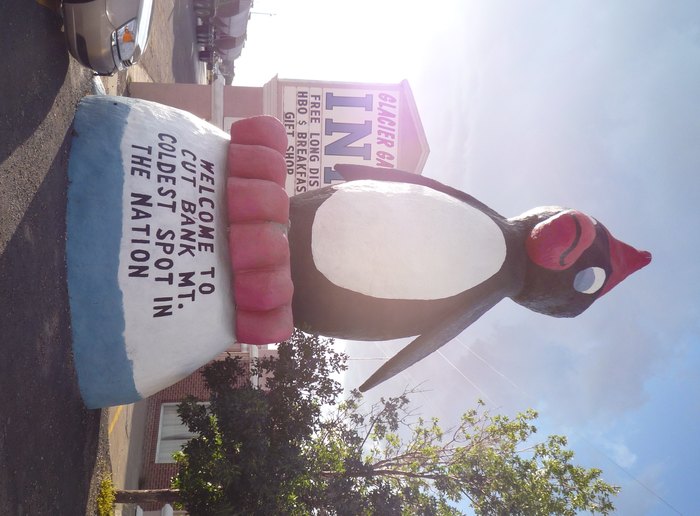 WELCOME TO
CUT BANK MT.
COLDEST SPOT IN
THE NATION
GLACIER
INN
FREE LONG DIS
HBO $ BREAKFAS
GIFT SHOP